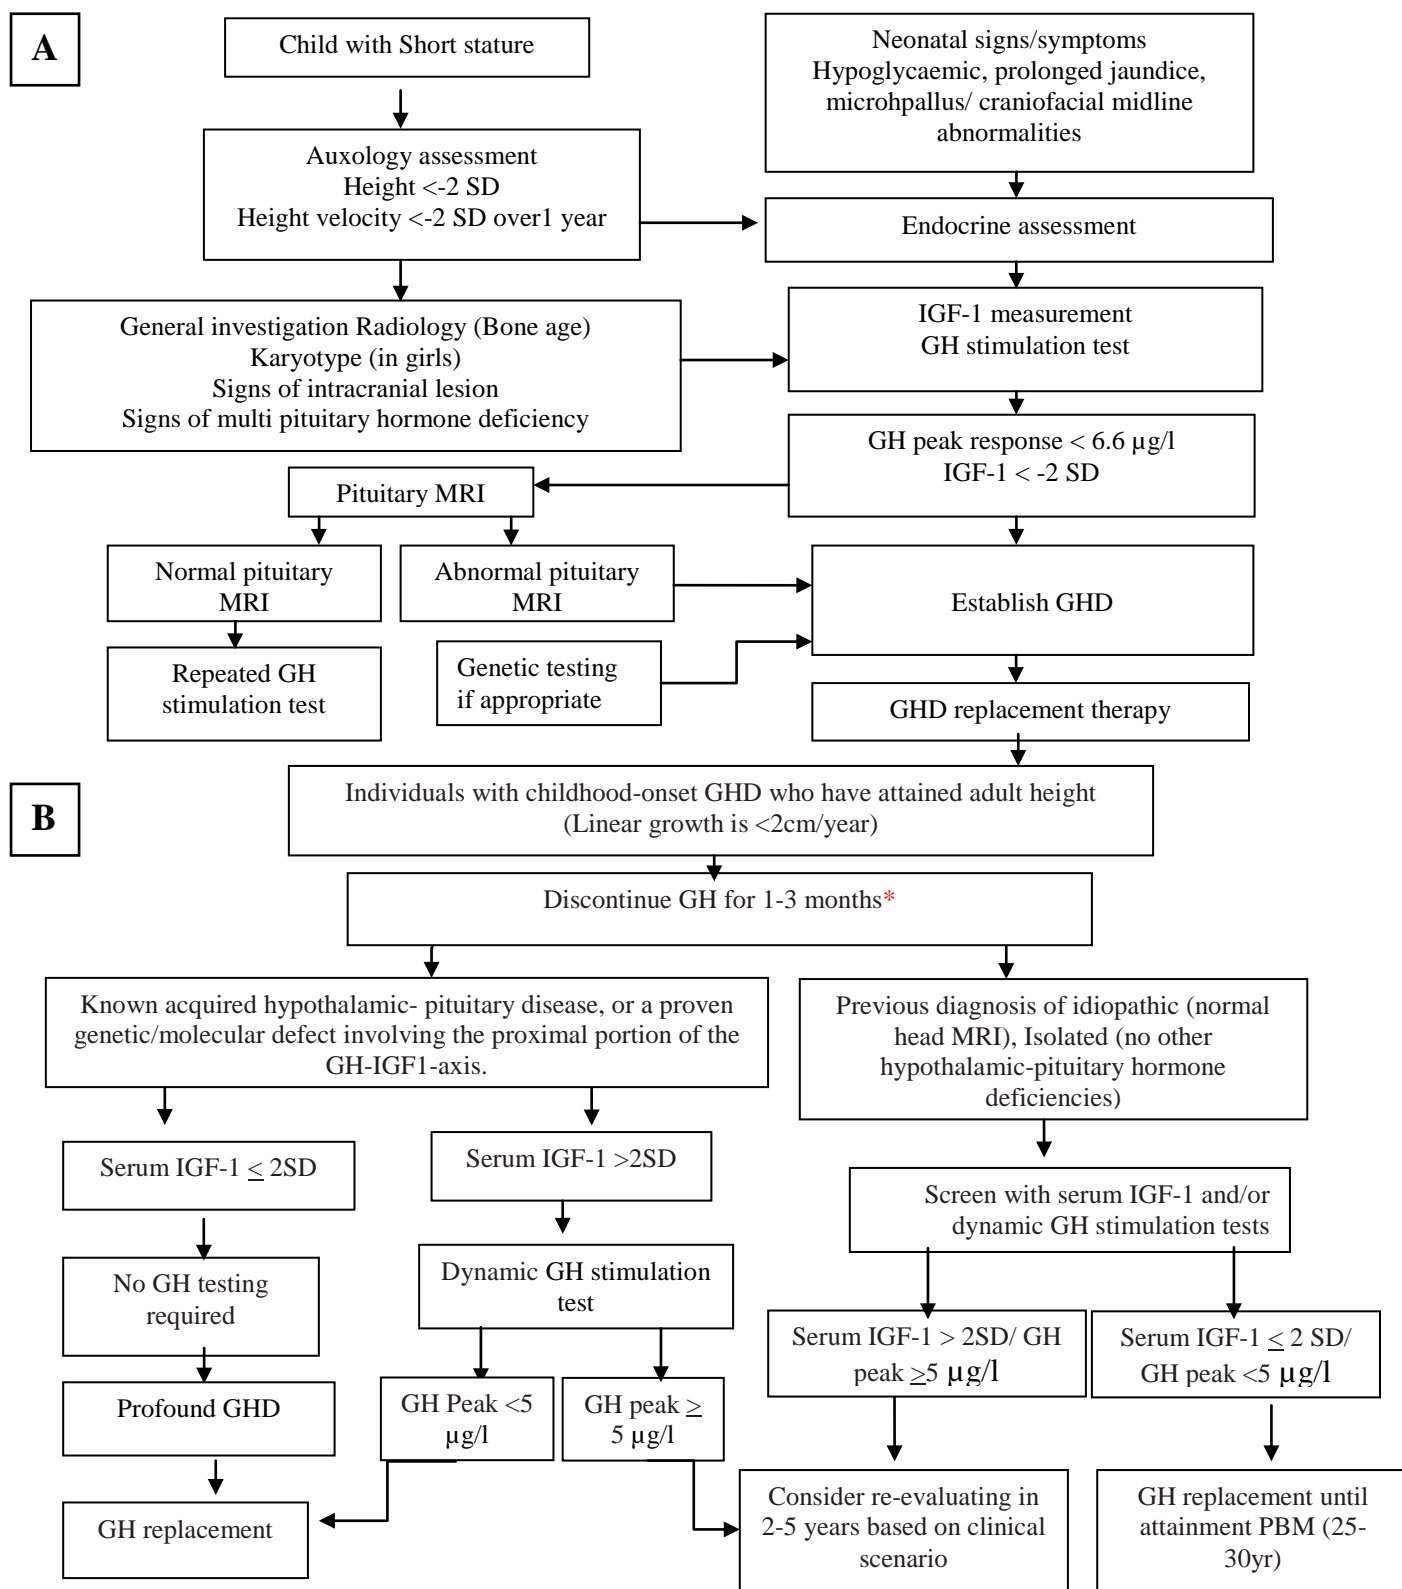 A
Child with Short stature
Neonatal signs/symptoms
Hypoglycaemic, prolonged jaundice,
microhpallus/ craniofacial midline
abnormalities
Auxology assessment
Height <-2 SD
Height velocity <-2 SD over1 year
Endocrine assessment
General investigation Radiology (Bone age)
Karyotype (in girls)
Signs of intracranial lesion
Signs of multi pituitary hormone deficiency
IGF-1 measurement
GH stimulation test
GH peak response < 6.6 µg/l
IGF-1 < -2 SD
Pituitary MRI
Normal pituitary
MRI
Abnormal pituitary
MRI
Establish GHD
Repeated GH
stimulation test
Genetic testing
if appropriate
GHD replacement therapy
B
Individuals with childhood-onset GHD who have attained adult height
(Linear growth is <2cm/year)
Discontinue GH for 1-3 months*
Known acquired hypothalamic- pituitary disease, or a proven
genetic/molecular defect involving the proximal portion of the
GH-IGF1-axis.
Previous diagnosis of idiopathic (normal
head MRI), Isolated (no other
hypothalamic-pituitary hormone
deficiencies)
Serum IGF-1 ≤ 2SD
Serum IGF-1 >2SD
Screen with serum IGF-1 and/or
dynamic GH stimulation tests
No GH testing
required
Dynamic GH stimulation
test
Serum IGF-1 > 2SD/ GH
peak ≥5 µg/l
Serum IGF-1 ≤ 2 SD/
GH peak <5 µg/l
Profound GHD
GH Peak <5
µg/l
GH peak ≥
5 µg/l
GH replacement
Consider re-evaluating in
2-5 years based on clinical
scenario
GH replacement until
attainment PBM (25-
30yr)